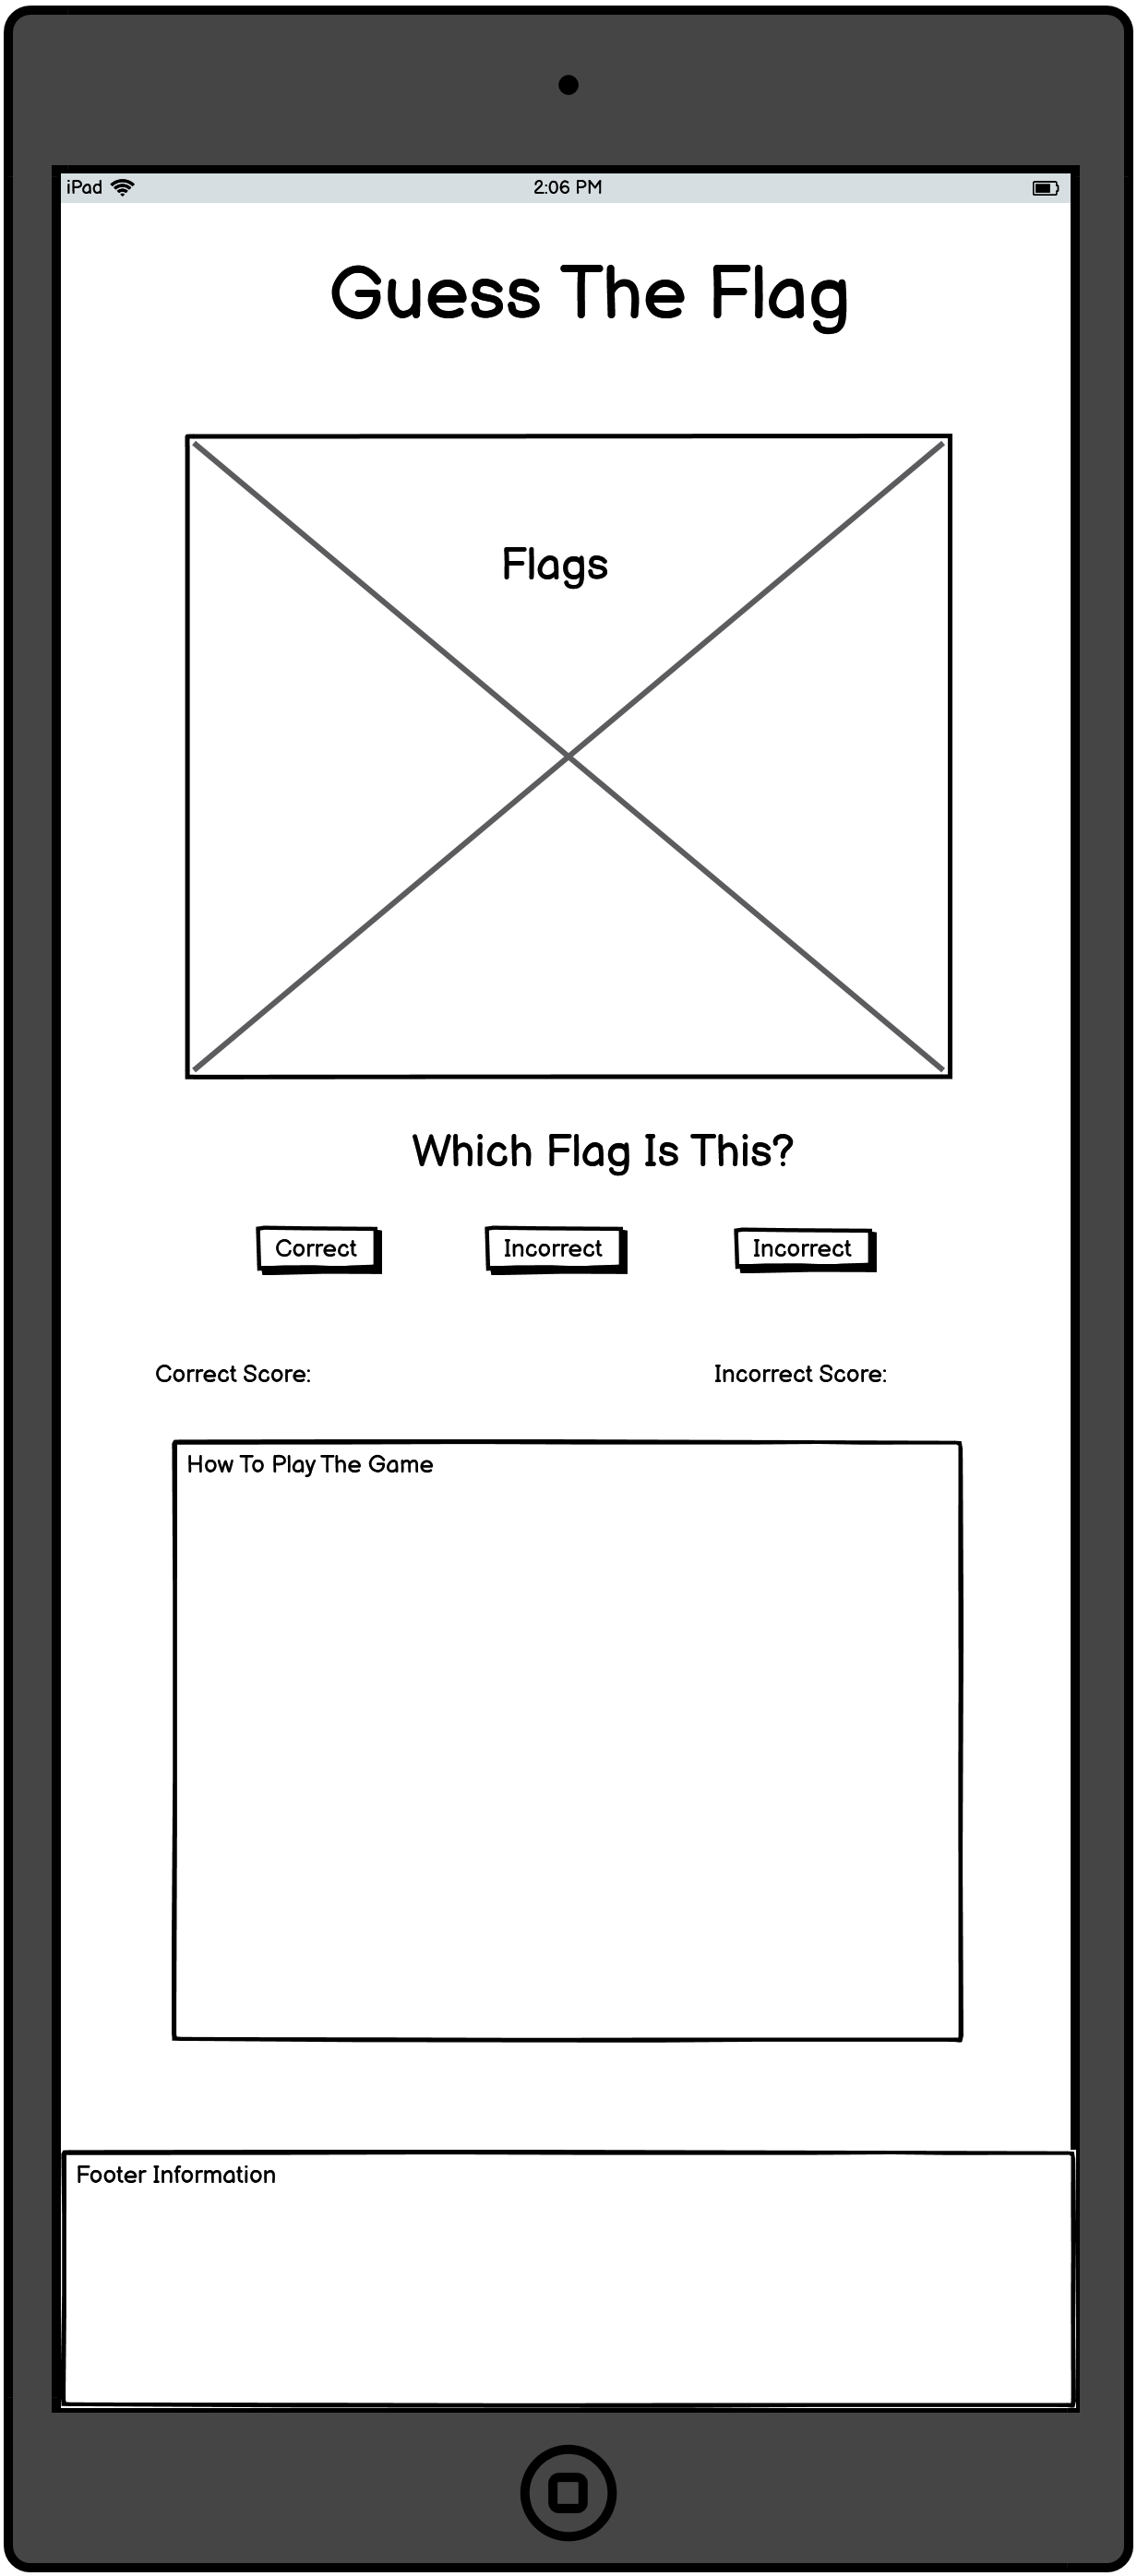 iPad 2:06 PM
Guess The Flag
Flags
Which Flag Is This?
Correct Incorrect Incorrect
Correct Score: Incorrect Score:
How To Play The Game
Footer Information